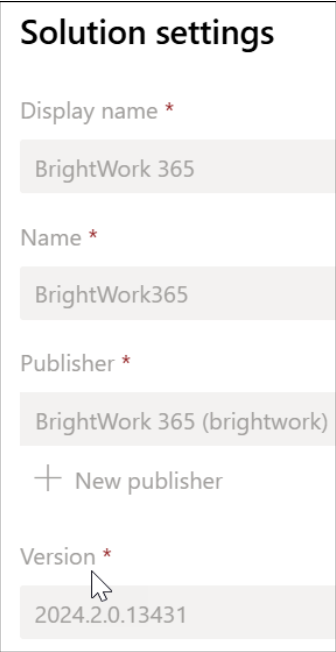 Solution settings
Display name *
BrightWork 365
Name *
BrightWork365
Publisher *
BrightWork 365 (brightwork)
+ New publisher
Version *
2024.2.0.13431